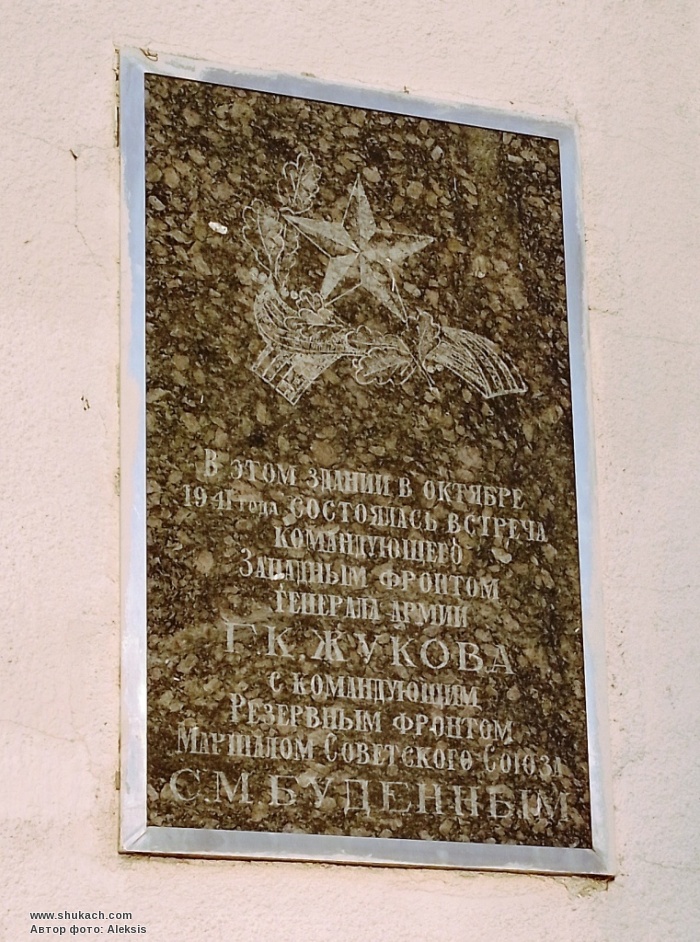 В ЭТОМ ЗДАНИИ В ОКТЯБРЕ
1941 ГОДА СОСТОЯЛАСЬ ВСТРЕЧА
КОМАНДУЮЩЕГО
ЗАПАДНЫМ ФРОНТОМ
ГЕНЕРАЛА АРМИИ
Г.К.ЖУКОВА
С КОМАНДУЮЩИМ
РЕЗЕРВНЫМ ФРОНТОМ
МАРШАЛОМ СОВЕТСКОГО СОЮЗА
С.М.БУДЕННЫМ
www.shukach.com
Автор фото: Aleksis